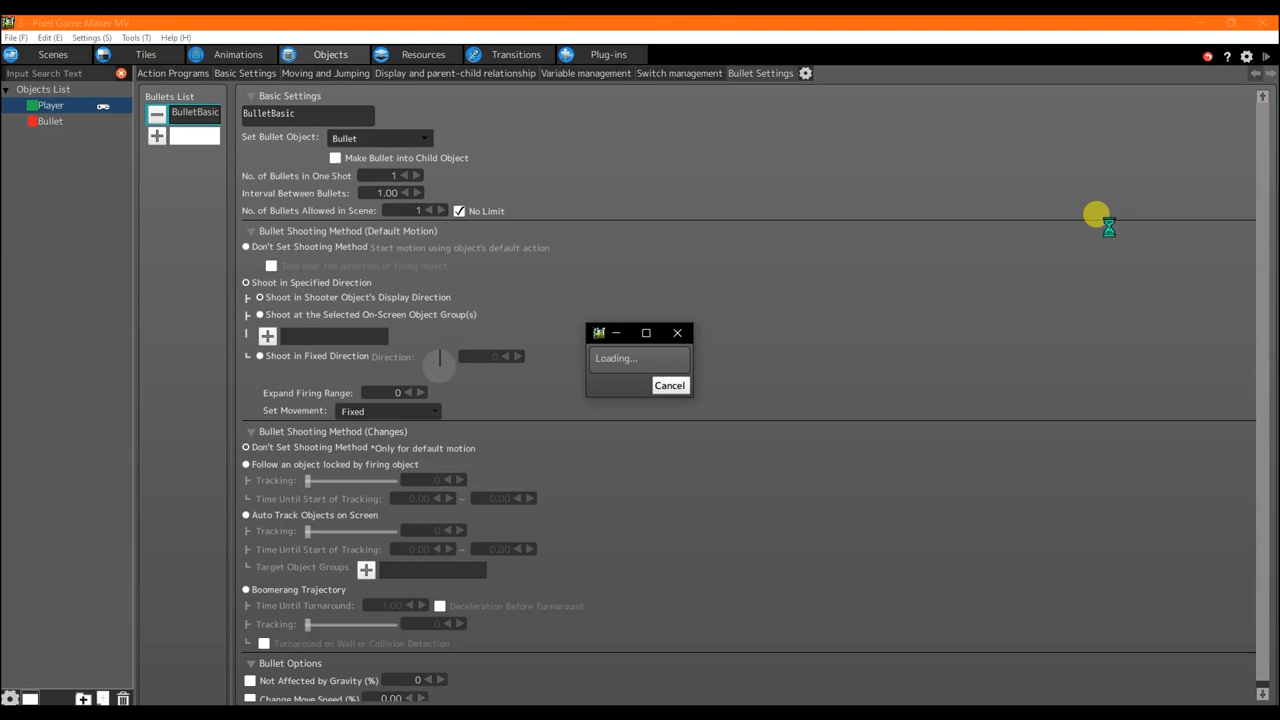 3 - Pixel Game Maker MV
File (F) Edit (E) Settings (S) Tools (T) Help (H)
Scenes Tiles Animations Objects Resources Transitions Plug-ins
Input Search Text Action Programs Basic Settings Moving and Jumping Display and parent-child relationship Variable management Switch management Bullet Settings
Objects List
Player
Bullet
Bullets List
BulletBasic
Basic Settings
BulletBasic
Set Bullet Object: Bullet
Make Bullet into Child Object
No. of Bullets in One Shot 1
Interval Between Bullets: 1.00
No. of Bullets Allowed in Scene: 1 No Limit
Bullet Shooting Method (Default Motion)
Don't Set Shooting Method Start motion using object's default action
Take over the direction of firing object
Shoot in Specified Direction
Shoot in Shooter Object's Display Direction
Shoot at the Selected On-Screen Object Group(s)
Shoot in Fixed Direction Direction: 0
Expand Firing Range: 0
Set Movement: Fixed
Loading...
Cancel
Bullet Shooting Method (Changes)
Don't Set Shooting Method *Only for default motion
Follow an object locked by firing object
Tracking: 0
Time Until Start of Tracking: 0.00 ~ 0.00
Auto Track Objects on Screen
Tracking: 0
Time Until Start of Tracking: 0.00 ~ 0.00
Target Object Groups
Boomerang Trajectory
Time Until Turnaround: 1.00 Deceleration Before Turnaround
Tracking: 0
Turnaround on Wall or Collision Detection
Bullet Options
Not Affected by Gravity (%) 0
Change Move Speed (%) 0.00